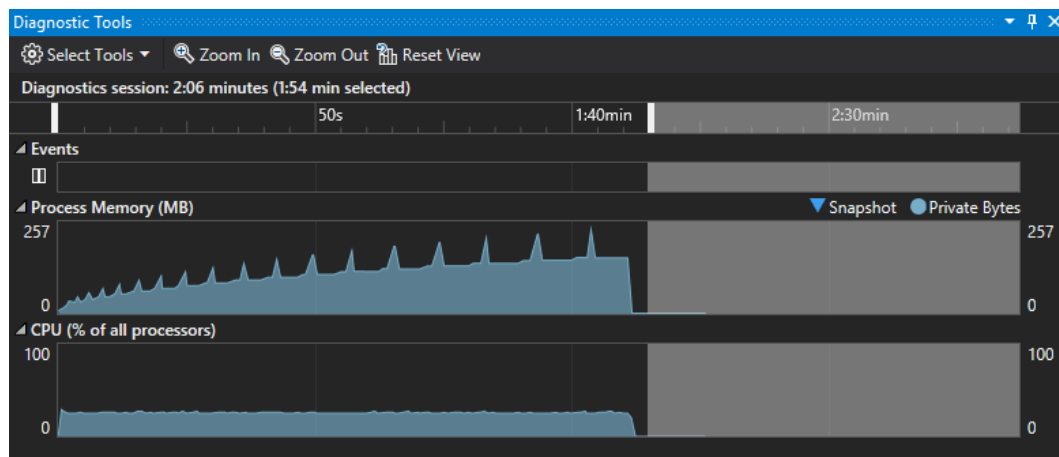 Diagnostic Tools
Select Tools Zoom In Zoom Out Reset View
Diagnostics session: 2:06 minutes (1:54 min selected)
50s 1:40min 2:30min
Events
Process Memory (MB) Snapshot Private Bytes
257 257
0 0
CPU (% of all processors)
100 100
0 0